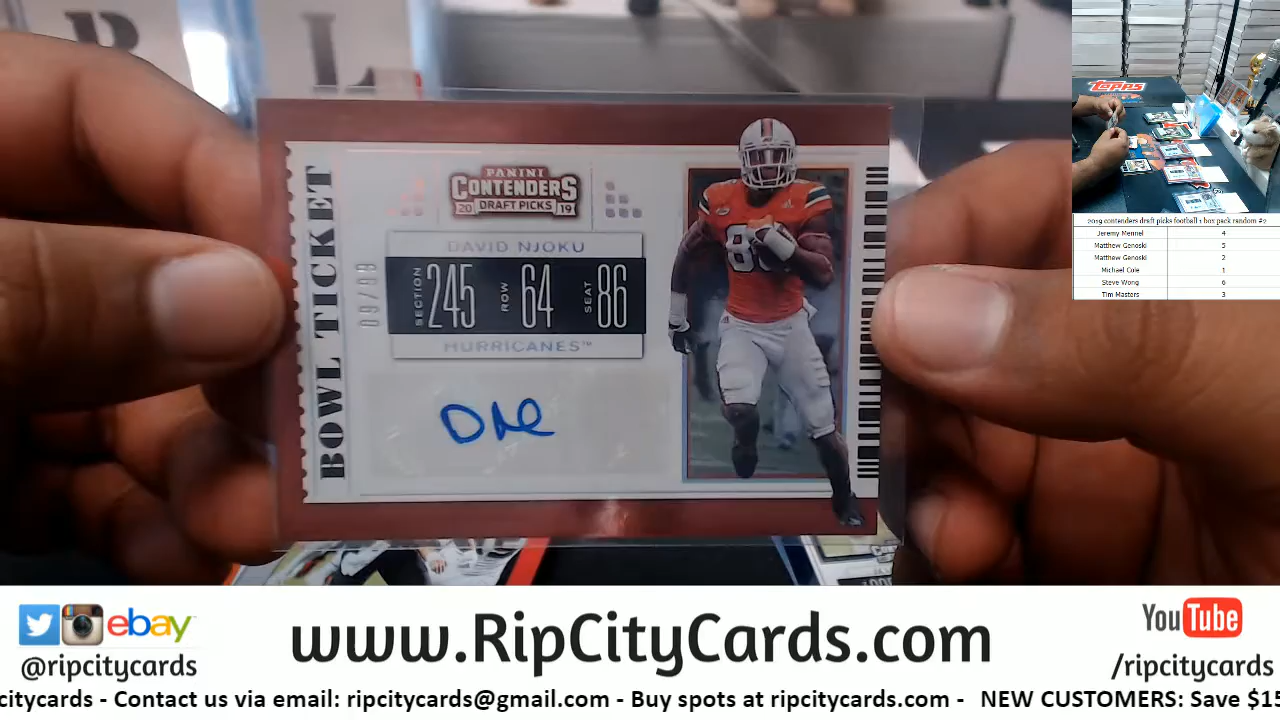 R L
TOPPS
BOWL TICKET
09/99
PANINI
CONTENDERS
20 DRAFT PICKS 19
DAVID NJOKU
SECTION 245 ROW 64 SEAT 86
HURRICANES™
86
2019 contenders draft picks football 1 box pack random #2
Jeremy Mennel 4
Matthew Genoski 5
Matthew Genoski 2
Michael Cole 1
Steve Wong 6
Tim Masters 3
ebay
@ripcitycards
www.RipCityCards.com
YouTube
/ripcitycards
citycards - Contact us via email: ripcitycards@gmail.com - Buy spots at ripcitycards.com - NEW CUSTOMERS: Save $15